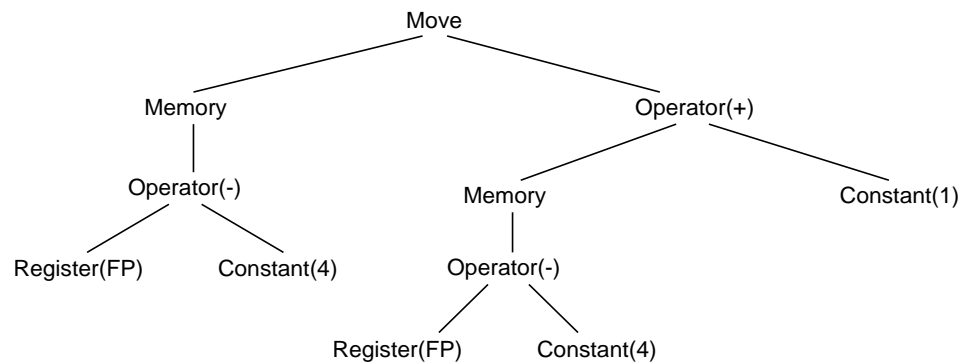 Move
Memory
Operator(+)
Operator(-)
Memory
Constant(1)
Register(FP)
Constant(4)
Operator(-)
Register(FP)
Constant(4)